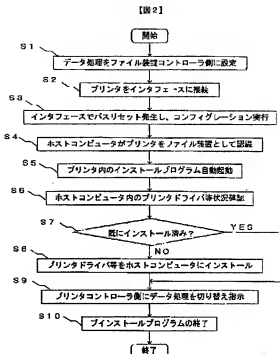 【図2】
開始
S1
データ処理をファイル装置コントローラ側に設定
S2
プリンタをインタフェースに接続
S3
インタフェースでバスリセット発生し、コンフィグレーション実行
S4
ホストコンピュータがプリンタをファイル装置として認識
S5
プリンタ内のインストールプログラム自動起動
S6
ホストコンピュータ内のプリンタドライバ等状況確認
S7
既にインストール済み?
YES
NO
S8
プリンタドライバ等をホストコンピュータにインストール
S9
プリンタコントローラ側にデータ処理を切り替え指示
S10
インストールプログラムの終了
終了